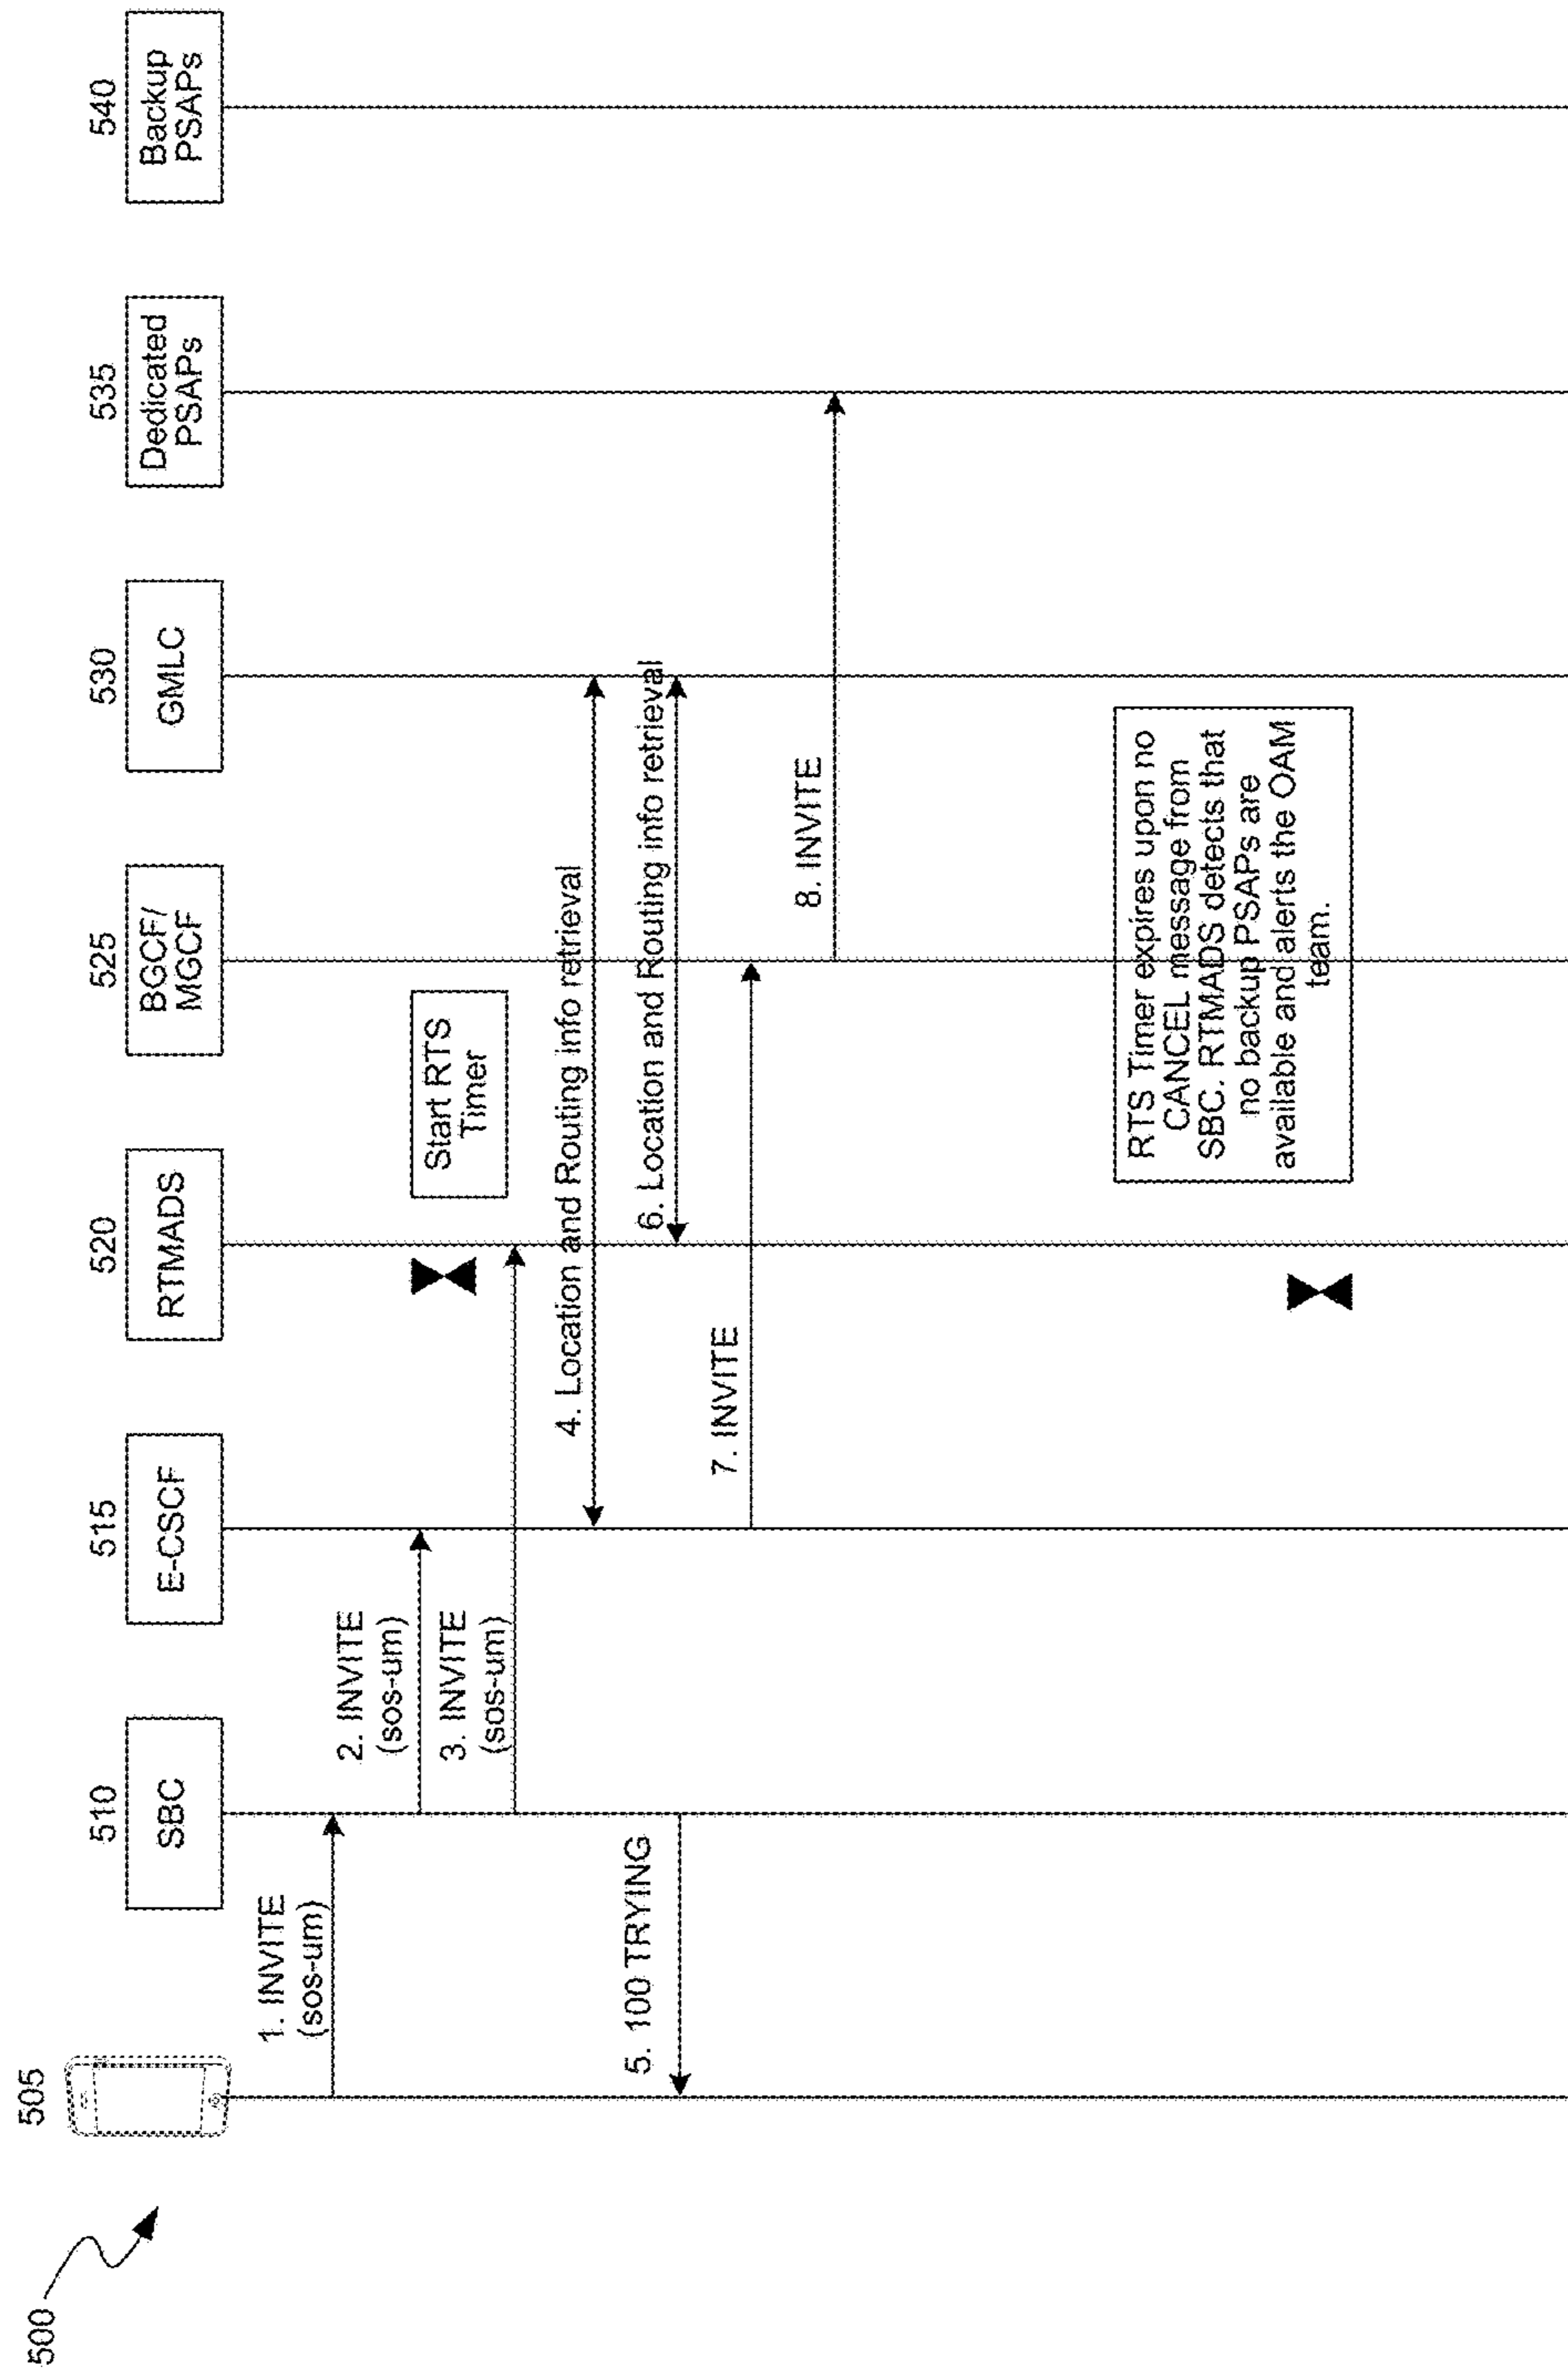 500
505
510
515
520
525
530
535
540
SBC
E-CSCF
RTMADS
BGCF/
MGCF
GMLC
Dedicated
PSAPs
Backup
PSAPs
1. INVITE
(sos-um)
2. INVITE
(sos-um)
3. INVITE
(sos-um)
Start RTS
Timer
4. Location and Routing info retrieval
5. 100 TRYING
6. Location and Routing info retrieval
7. INVITE
8. INVITE
RTS Timer expires upon no
CANCEL message from
SBC. RTMADS detects that
no backup PSAPs are
available and alerts the OAM
team.